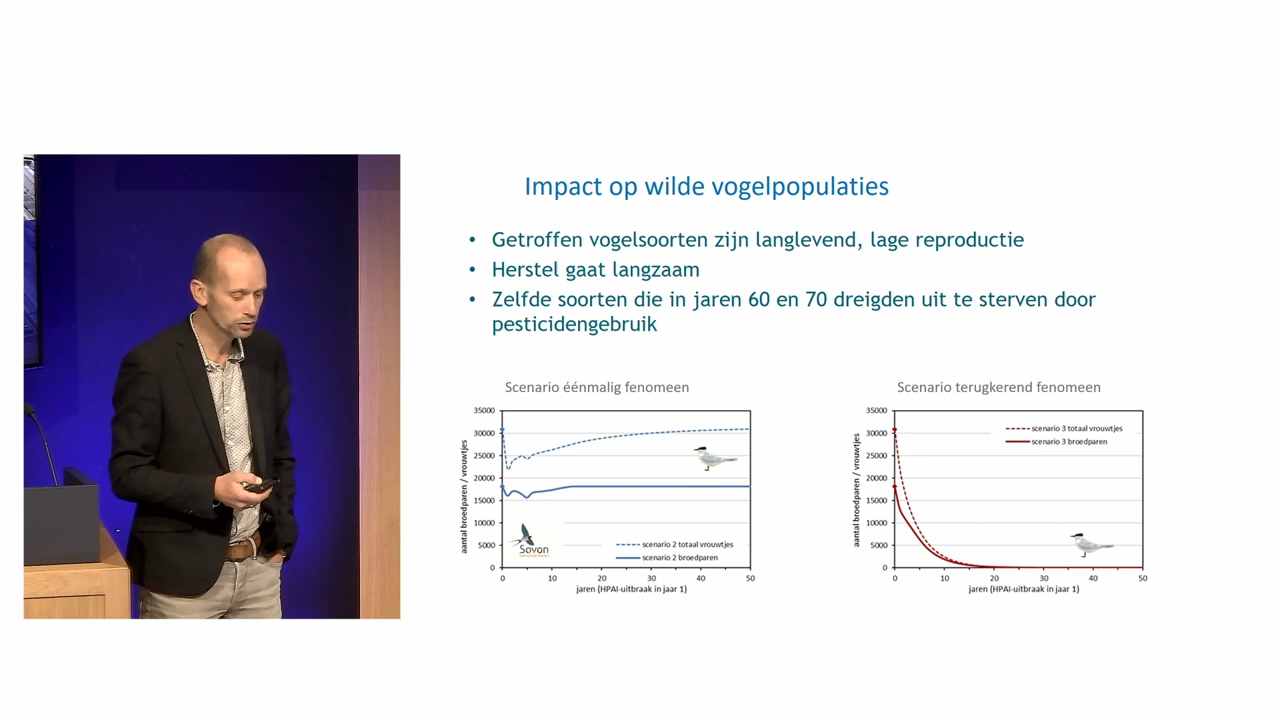 Impact op wilde vogelpopulaties
• Getroffen vogelsoorten zijn langlevend, lage reproductie
• Herstel gaat langzaam
• Zelfde soorten die in jaren 60 en 70 dreigden uit te sterven door
pesticidengebruik
Scenario éénmalig fenomeen
aantal broedparen / vrouwtjes
35000
30000
25000
20000
15000
10000
5000
0
Sovon
scenario 2 totaal vrouwtjes
scenario 2 broedparen
0 10 20 30 40 50
jaren (HPAI-uitbraak in jaar 1)
Scenario terugkerend fenomeen
aantal broedparen / vrouwtjes
35000
30000
25000
20000
15000
10000
5000
0
scenario 3 totaal vrouwtjes
scenario 3 broedparen
0 10 20 30 40 50
jaren (HPAI-uitbraak in jaar 1)